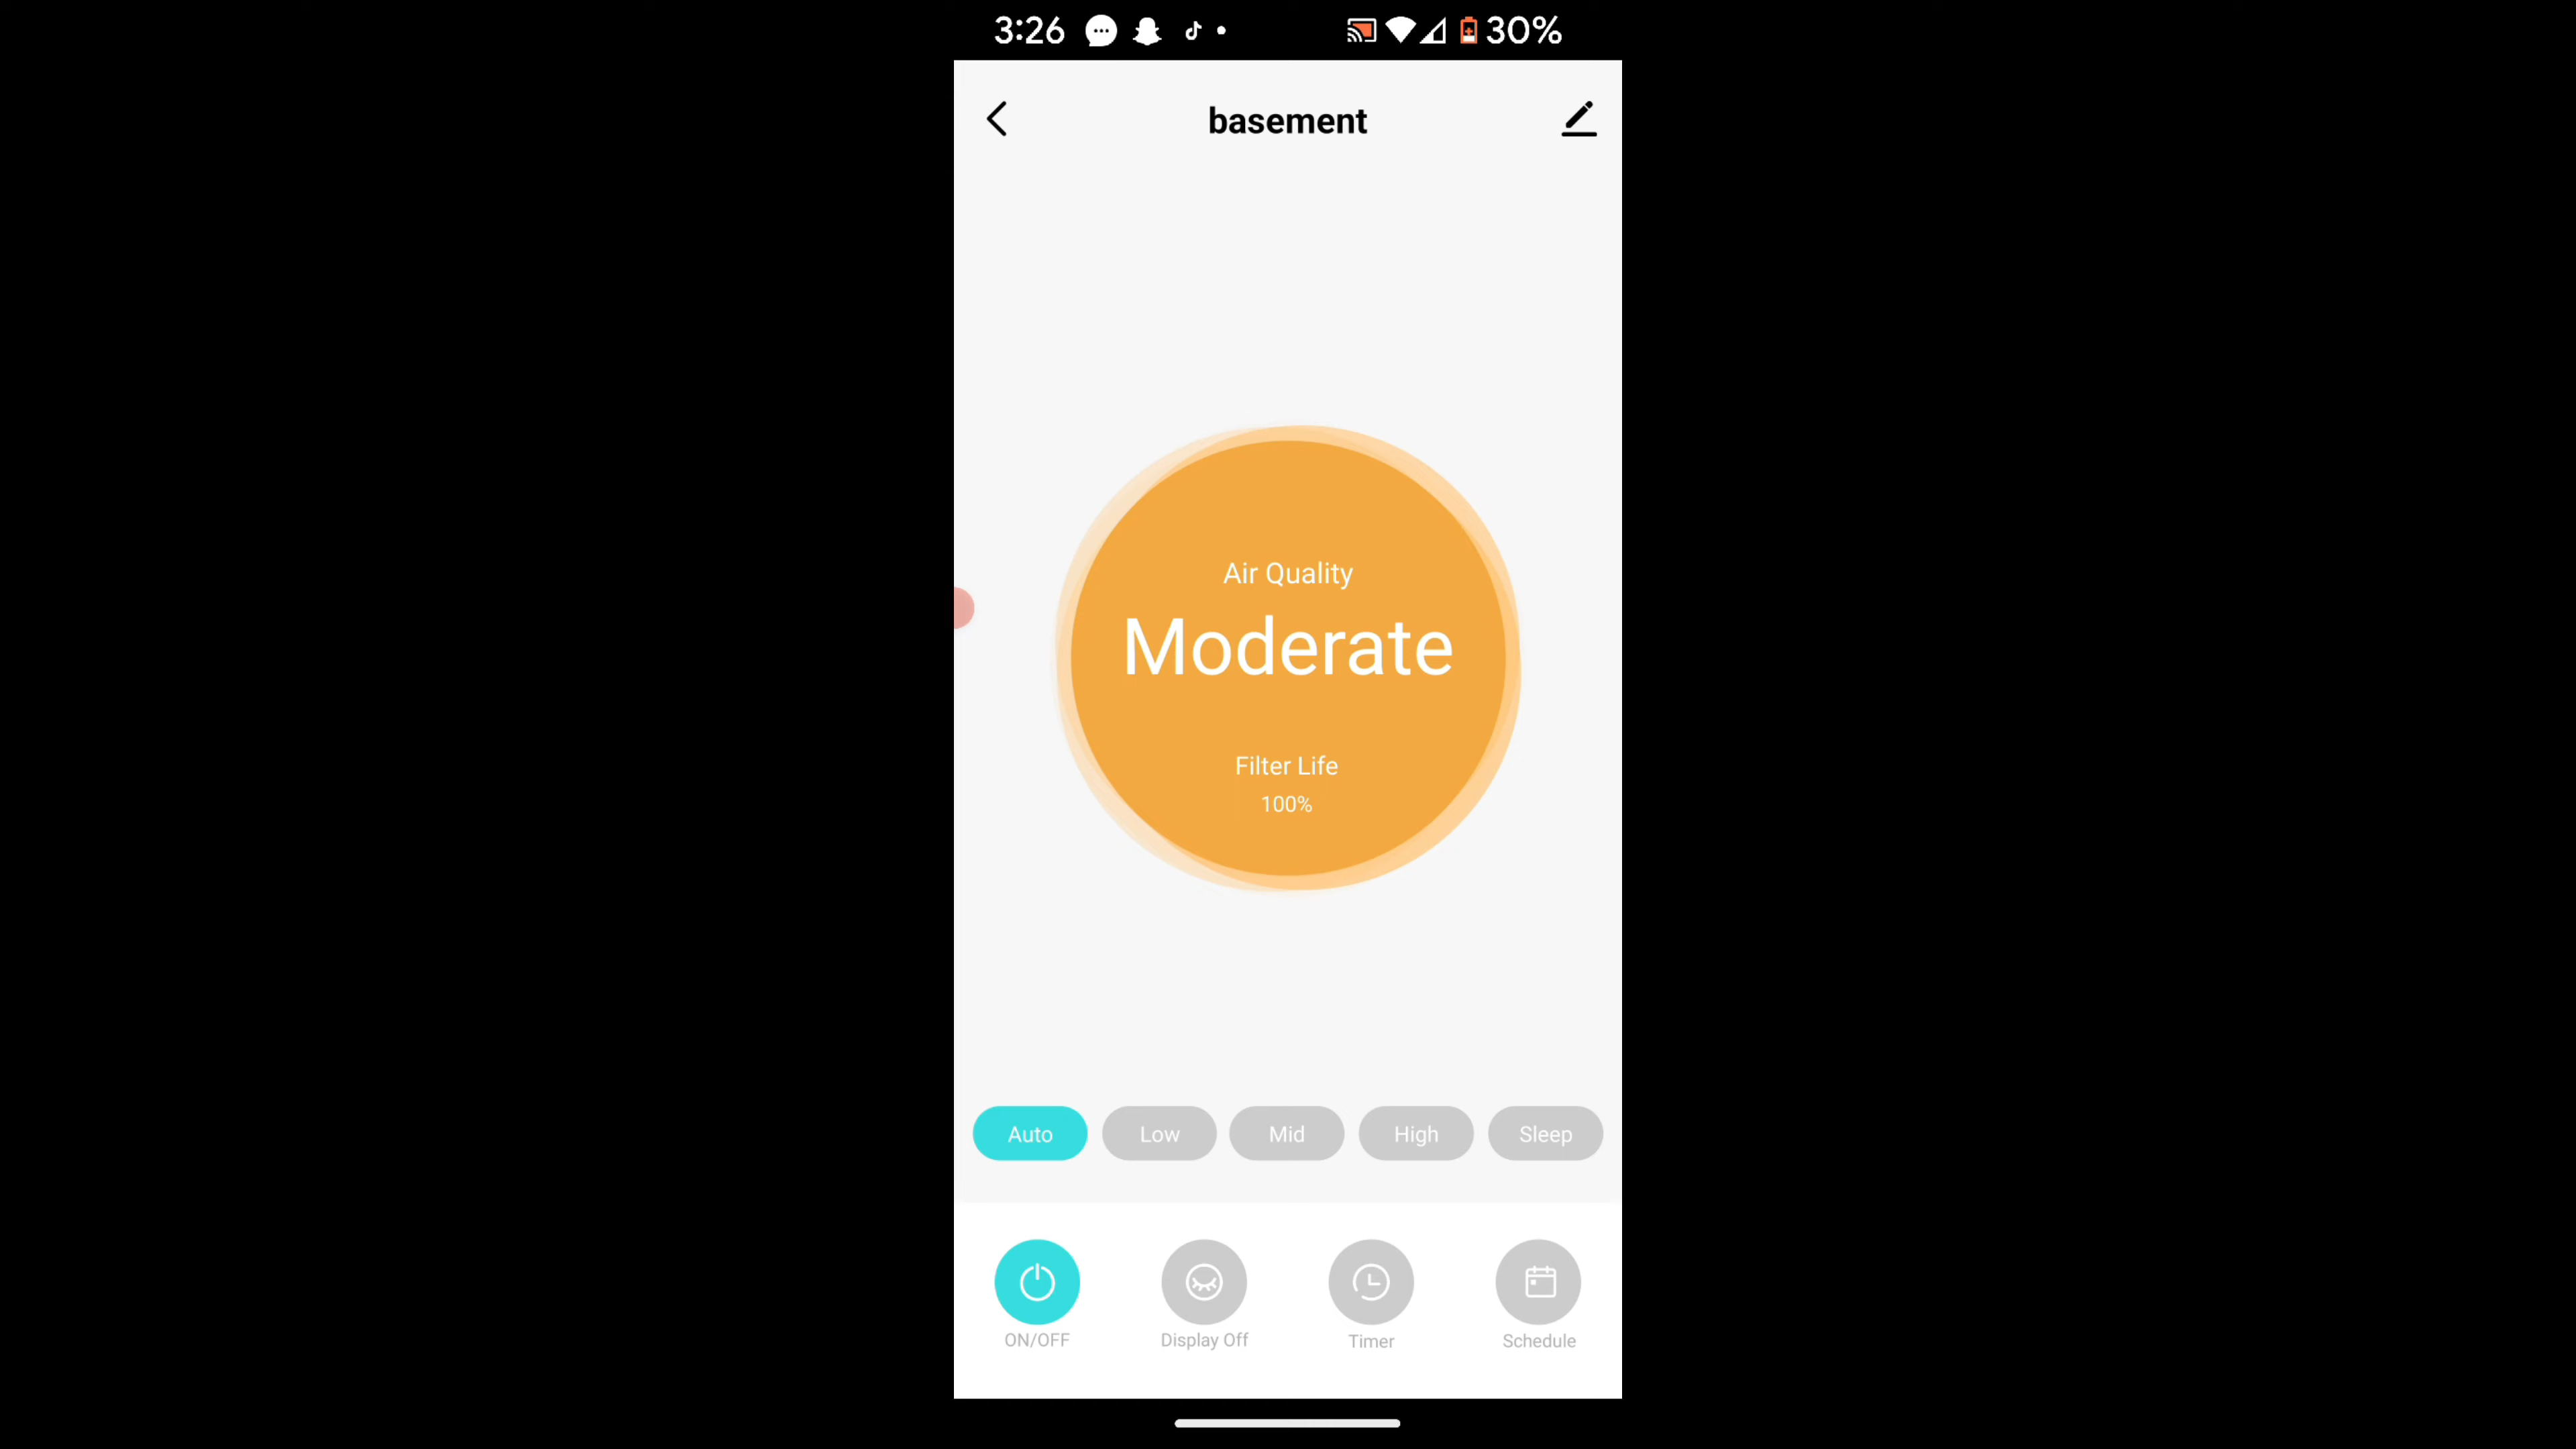 3:26 30%
basement
Air Quality
Moderate
Filter Life
100%
Auto Low Mid High Sleep
ON/OFF Display Off Timer Schedule